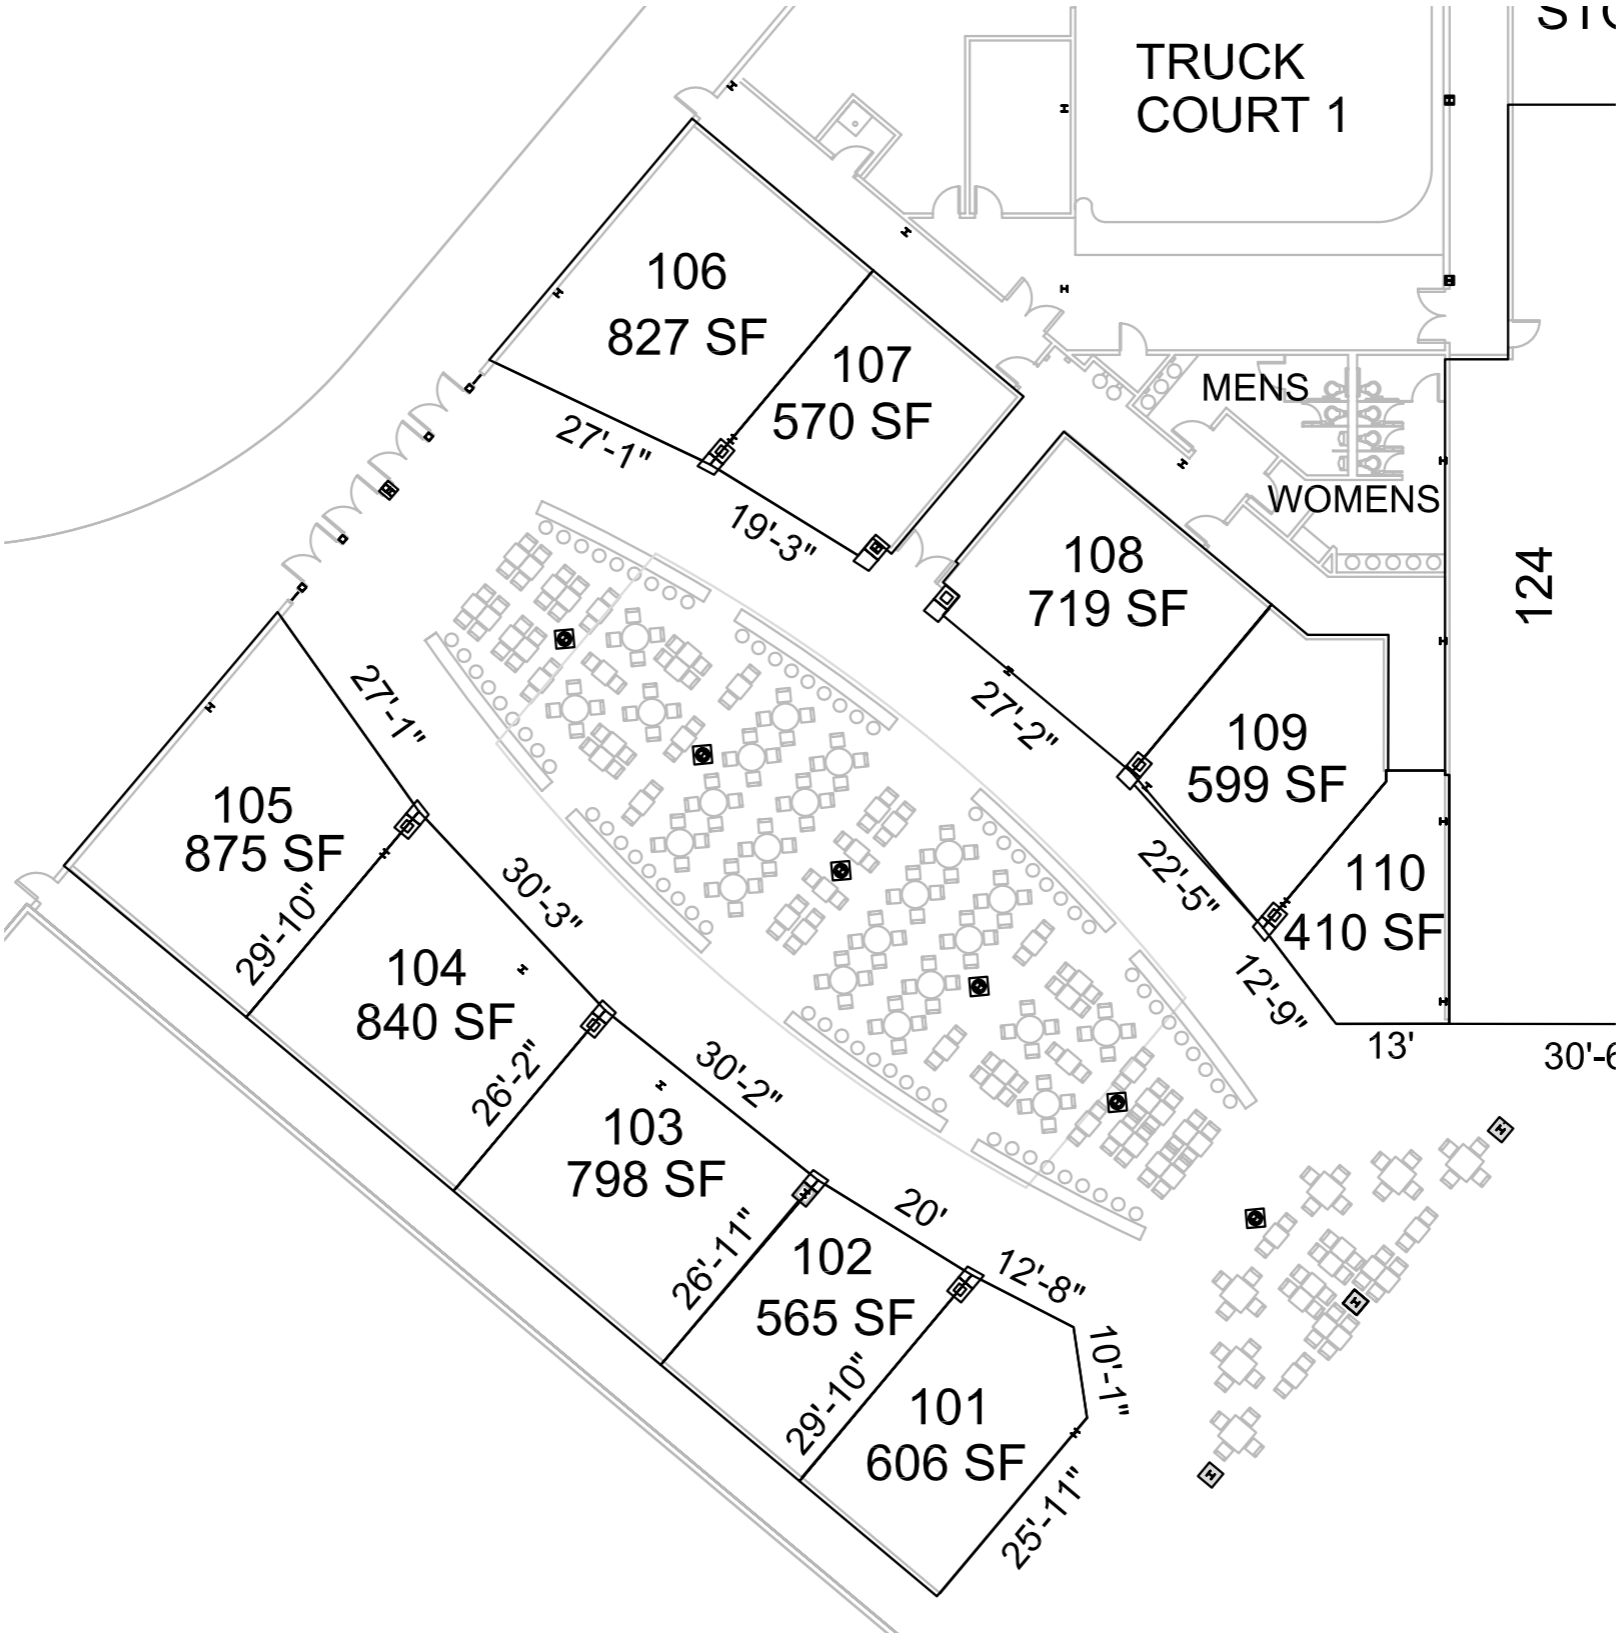 TRUCK
COURT 1
106
827 SF
107
570 SF
MENS
WOMENS
27'-1"
19'-3"
108
719 SF
124
27'-2"
109
599 SF
27'-1"
105
875 SF
22'-5"
110
410 SF
30'-3"
29'-10"
104
840 SF
12'-9"
13'
26'-2"
30'-2"
103
798 SF
20'
26'-11"
102
565 SF
12'-8"
10'-1"
29'-10"
101
606 SF
25'-11"